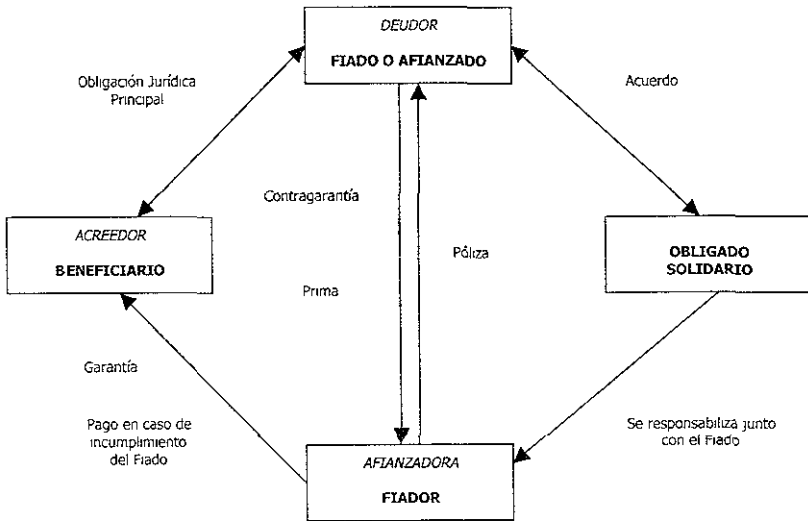 DEUDOR
FIADO O AFIANZADO
Obligación Jurídica
Principal
Acuerdo
Contragarantía
ACREEDOR
BENEFICIARIO
Póliza
OBLIGADO
SOLIDARIO
Prima
Garantía
Pago en caso de
incumplimiento
del Fiado
Se responsabiliza junto
con el Fiado
AFIANZADORA
FIADOR